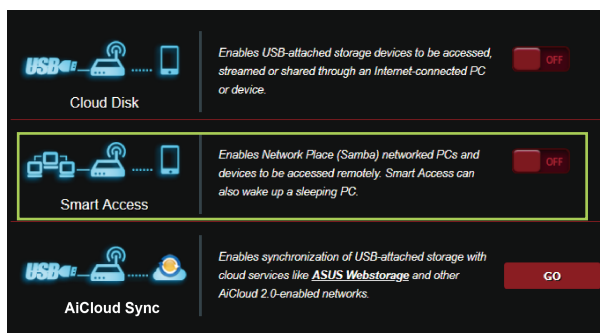 USB
Cloud Disk
Enables USB-attached storage devices to be accessed,
streamed or shared through an Internet-connected PC
or device.
OFF
Smart Access
Enables Network Place (Samba) networked PCs and
devices to be accessed remotely. Smart Access can
also wake up a sleeping PC.
OFF
USB
AiCloud Sync
Enables synchronization of USB-attached storage with
cloud services like ASUS Webstorage and other
AiCloud 2.0-enabled networks.
GO